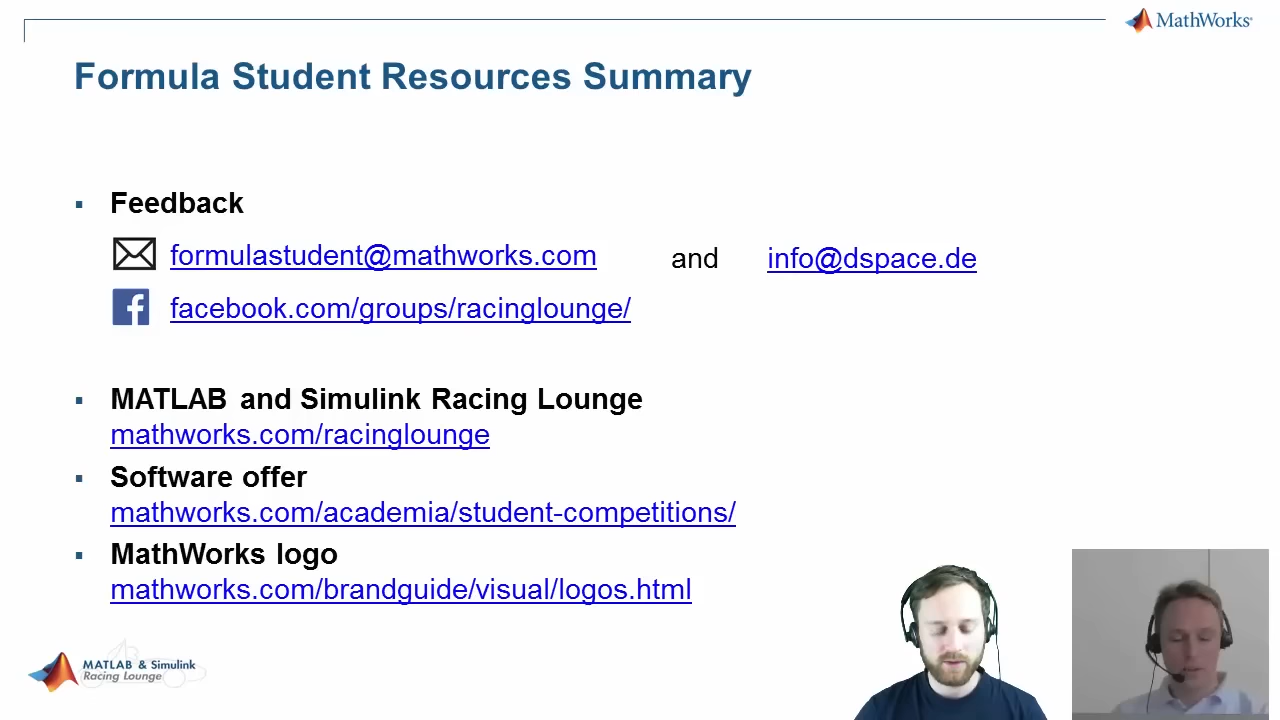 MathWorks®
Formula Student Resources Summary
▪ Feedback
formulastudent@mathworks.com and info@dspace.de
facebook.com/groups/racinglounge/
▪ MATLAB and Simulink Racing Lounge
mathworks.com/racinglounge
▪ Software offer
mathworks.com/academia/student-competitions/
▪ MathWorks logo
mathworks.com/brandguide/visual/logos.html
MATLAB & Simulink
Racing Lounge